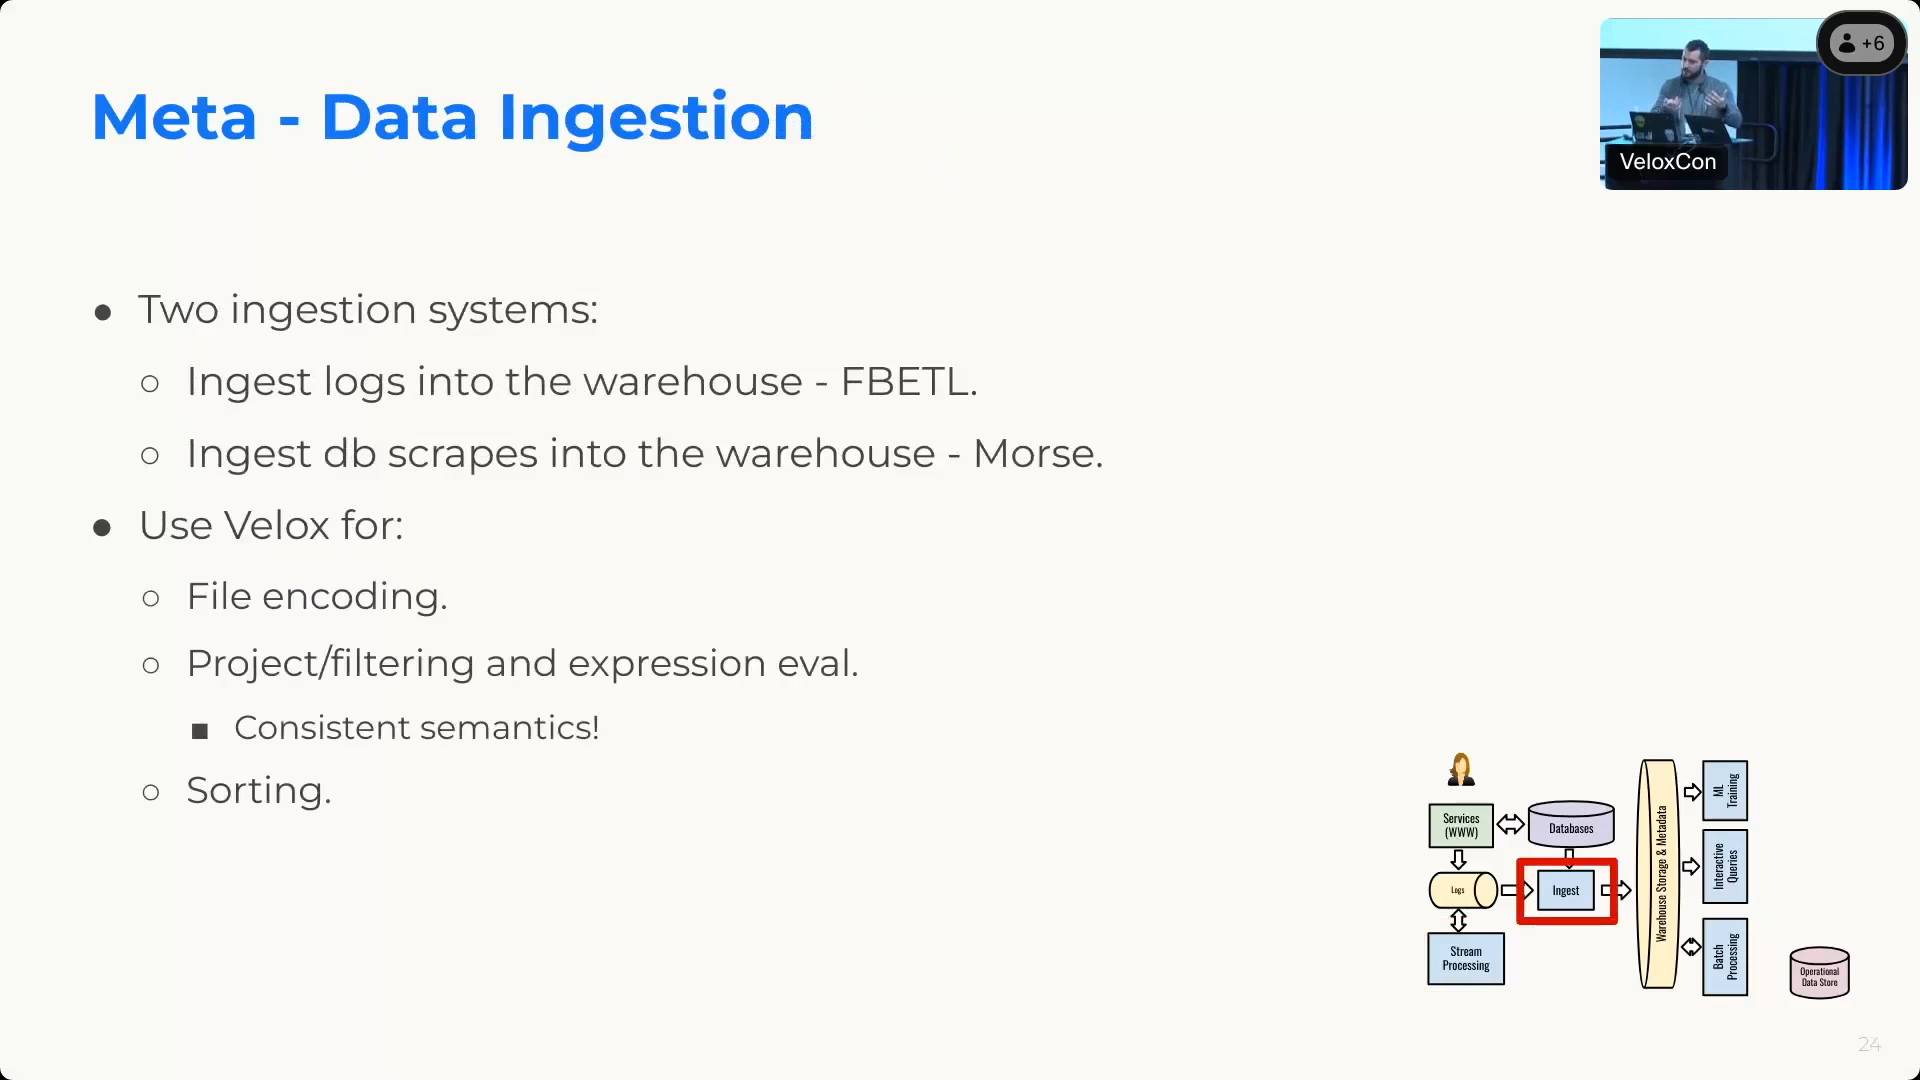 Meta - Data Ingestion
+6
VeloxCon
● Two ingestion systems:
○ Ingest logs into the warehouse - FBETL.
○ Ingest db scrapes into the warehouse - Morse.
● Use Velox for:
○ File encoding.
○ Project/filtering and expression eval.
■ Consistent semantics!
○ Sorting.
Services
(WWW)
Databases
Logs
Ingest
Stream
Processing
Warehouse Storage & Metadata
ML
Training
Interactive
Queries
Batch
Processing
Operational
Data Store
24